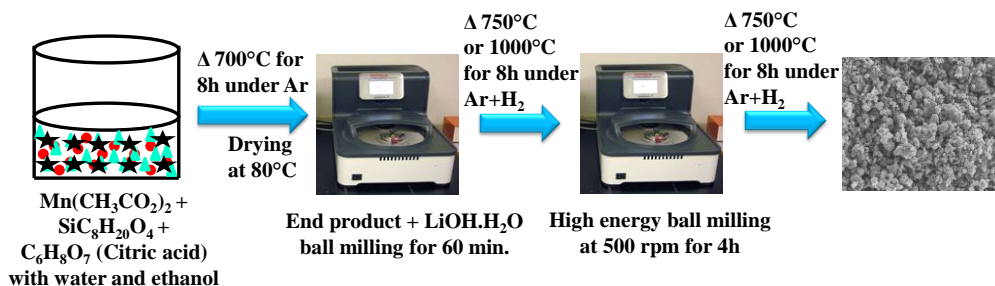 Δ 700°C for
8h under Ar
Drying
at 80°C
Δ 750°C
or 1000°C
for 8h under
Ar+H₂
Δ 750°C
or 1000°C
for 8h under
Ar+H₂
Mn(CH₃CO₂)₂ +
SiC₈H₂₀O₄ +
C₆H₈O₇ (Citric acid)
with water and ethanol
End product + LiOH.H₂O
ball milling for 60 min.
High energy ball milling
at 500 rpm for 4h